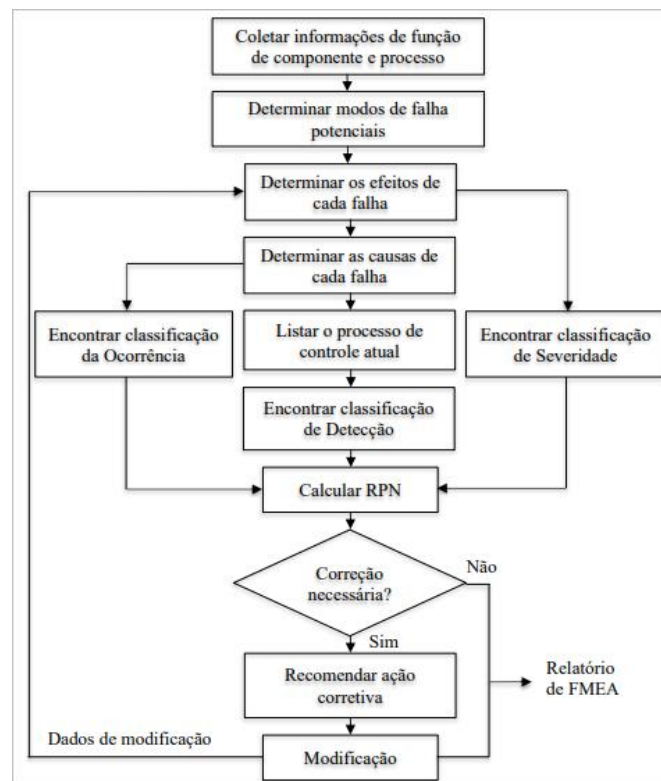 Coletar informações de função
de componente e processo
Determinar modos de falha
potenciais
Determinar os efeitos de
cada falha
Determinar as causas de
cada falha
Encontrar classificação
da Ocorrência
Listar o processo de
controle atual
Encontrar classificação
de Severidade
Encontrar classificação
de Detecção
Calcular RPN
Correção
necessária?
Não
Sim
Recomendar ação
corretiva
Relatório
de FMEA
Dados de modificação
Modificação